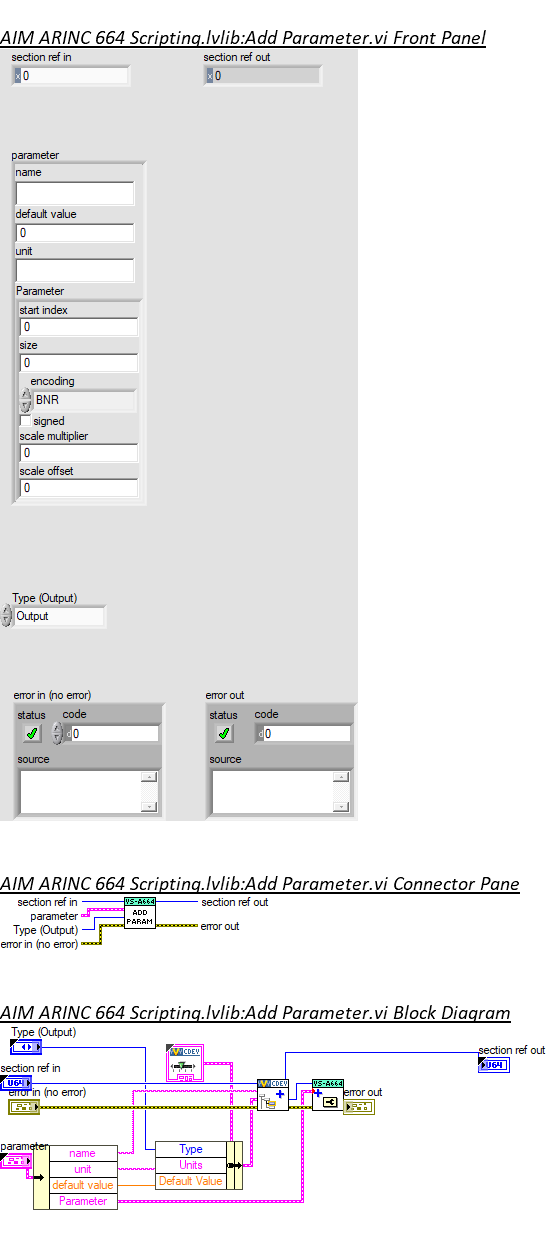 AIM ARINC 664 Scripting.lvlib:Add Parameter.vi Front Panel
section ref in
section ref out
x 0
x 0
parameter
name
default value
0
unit
Parameter
start index
0
size
0
encoding
BNR
signed
scale multiplier
0
scale offset
0
Type (Output)
Output
error in (no error)
error out
status code
status code
d 0
d 0
source
source
AIM ARINC 664 Scripting.lvlib:Add Parameter.vi Connector Pane
section ref in
parameter
Type (Output)
error in (no error)
VS-A664
ADD
PARAM
section ref out
error out
AIM ARINC 664 Scripting.lvlib:Add Parameter.vi Block Diagram
Type (Output)
section ref in
U64
error in (no error)
parameter
name
unit
default value
Parameter
CDEV
Type
Units
Default Value
CDEV
VS-A664
section ref out
U64
error out